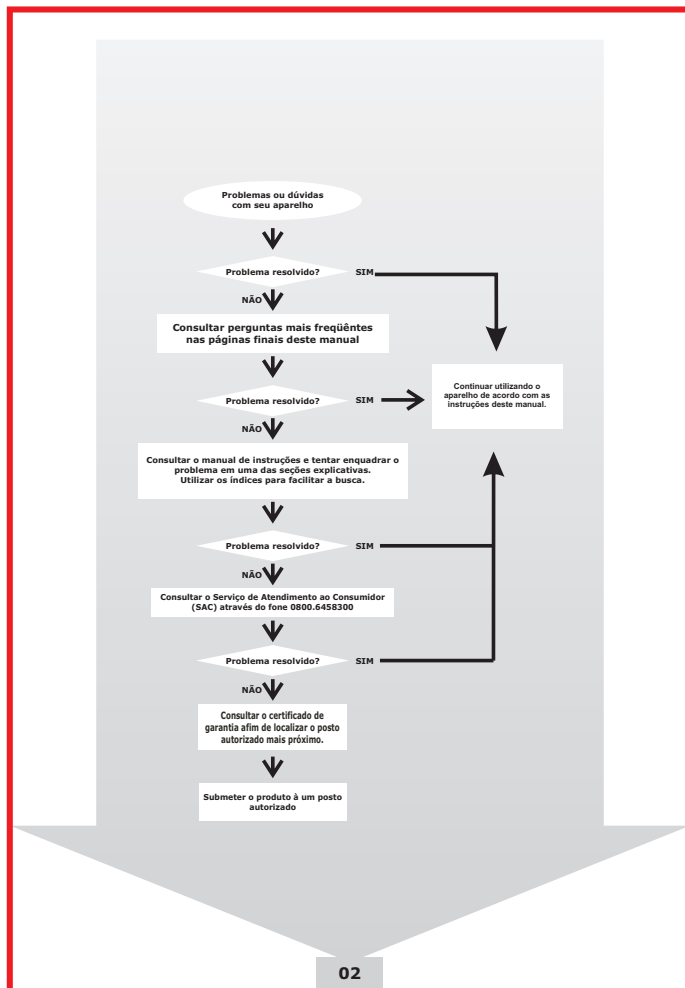 Problemas ou dúvidas
com seu aparelho
Problema resolvido?
SIM
NÃO
Consultar perguntas mais freqüêntes
nas páginas finais deste manual
Problema resolvido?
SIM
Continuar utilizando o
aparelho de acordo com as
instruções deste manual.
NÃO
Consultar o manual de instruções e tentar enquadrar o
problema em uma das seções explicativas.
Utilizar os índices para facilitar a busca.
Problema resolvido?
SIM
NÃO
Consultar o Serviço de Atendimento ao Consumidor
(SAC) através do fone 0800.6458300
Problema resolvido?
SIM
NÃO
Consultar o certificado de
garantia afim de localizar o posto
autorizado mais próximo.
Submeter o produto à um posto
autorizado
02